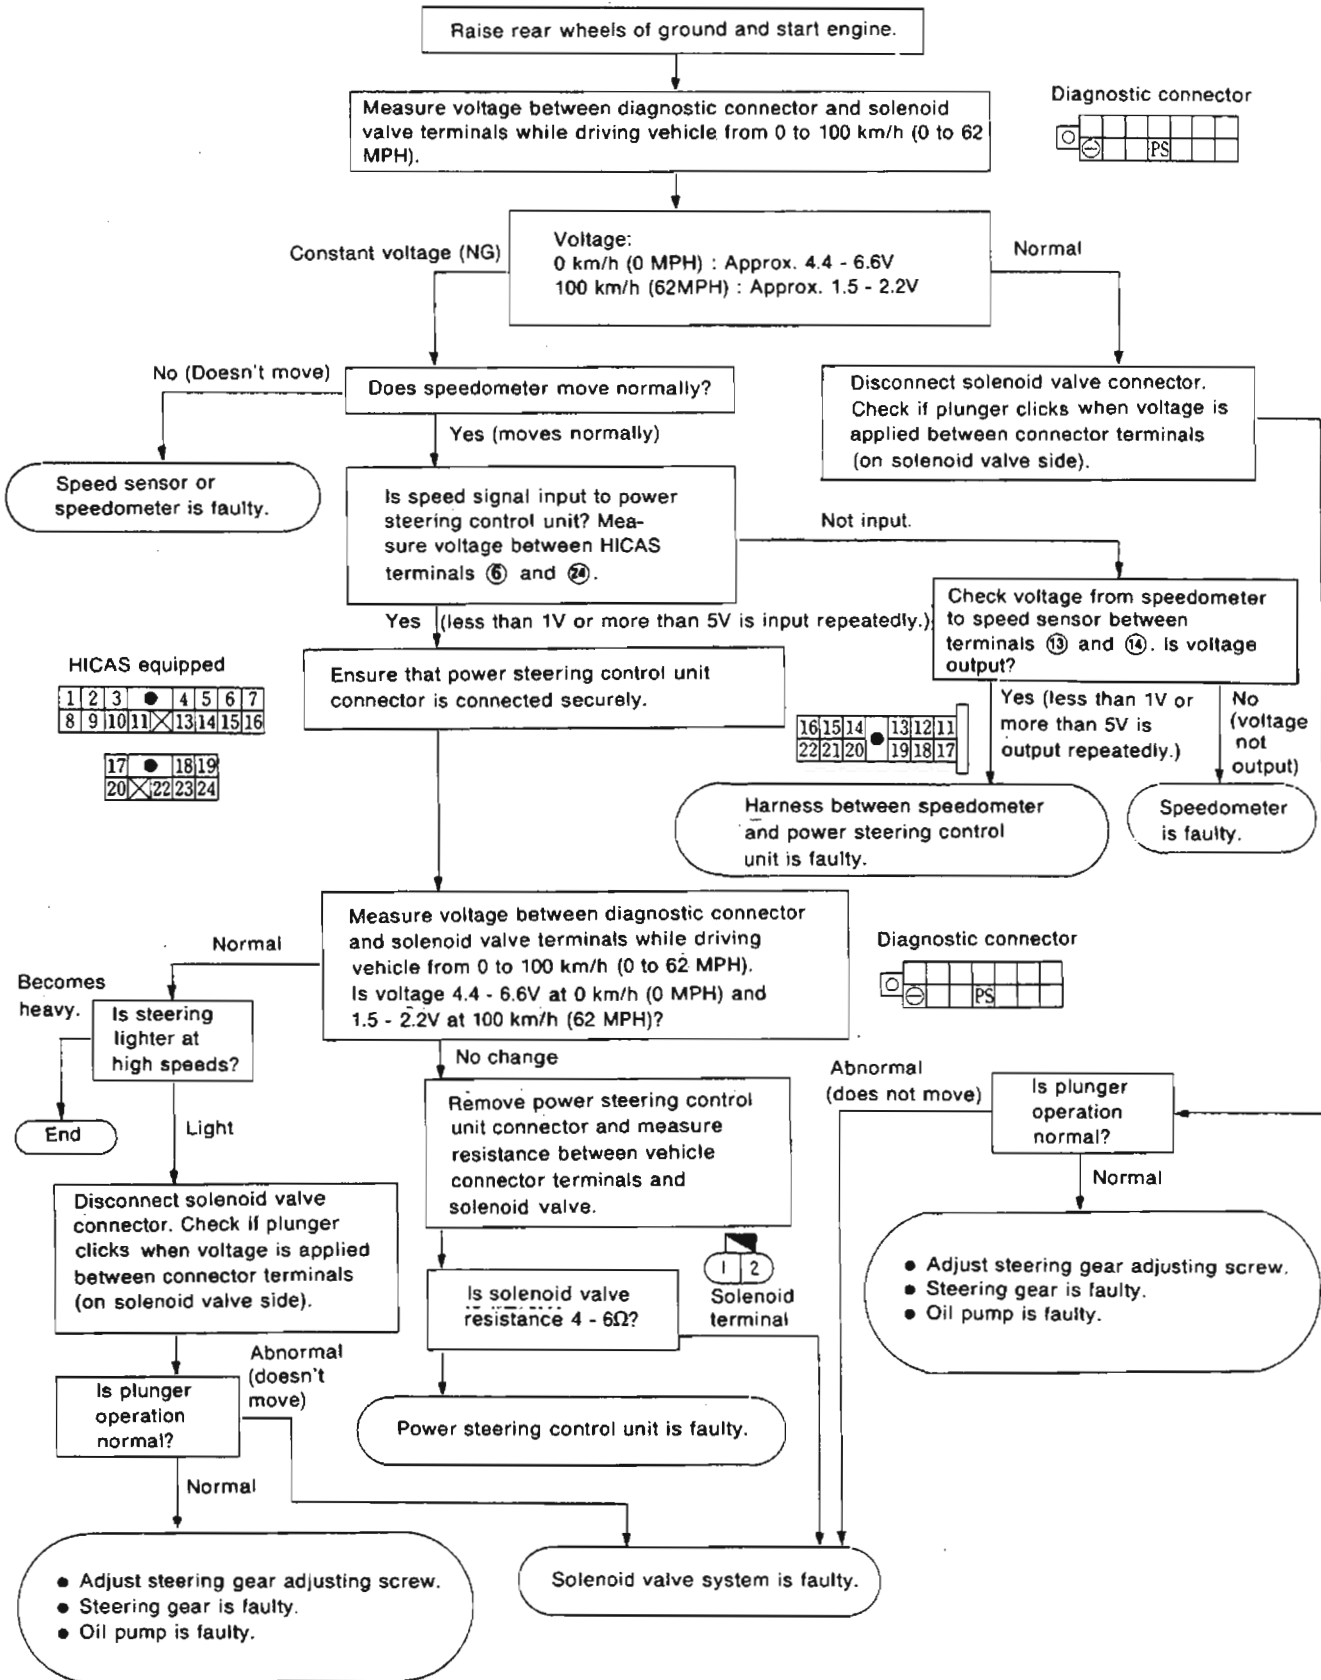 Raise rear wheels of ground and start engine.
Measure voltage between diagnostic connector and solenoid
valve terminals while driving vehicle from 0 to 100 km/h (0 to 62
MPH).
Diagnostic connector
PS
Constant voltage (NG)
Voltage:
0 km/h (0 MPH) : Approx. 4.4 - 6.6V
100 km/h (62MPH) : Approx. 1.5 - 2.2V
Normal
No (Doesn't move)
Does speedometer move normally?
Disconnect solenoid valve connector.
Check if plunger clicks when voltage is
applied between connector terminals
(on solenoid valve side).
Yes (moves normally)
Speed sensor or
speedometer is faulty.
Is speed signal input to power
steering control unit? Mea-
sure voltage between HICAS
terminals ⑥ and ㉔.
Not input.
Check voltage from speedometer
to speed sensor between
terminals ⑬ and ⑭. Is voltage
output?
Yes (less than 1V or more than 5V is input repeatedly.)
HICAS equipped
1 2 3 ● 4 5 6 7
8 9 10 11 13 14 15 16
17 ● 18 19
20 22 23 24
Ensure that power steering control unit
connector is connected securely.
Yes (less than 1V or
more than 5V is
output repeatedly.)
No
(voltage
not
output)
16 15 14 ● 13 12 11
22 21 20 19 18 17
Harness between speedometer
and power steering control
unit is faulty.
Speedometer
is faulty.
Normal
Measure voltage between diagnostic connector
and solenoid valve terminals while driving
vehicle from 0 to 100 km/h (0 to 62 MPH).
Is voltage 4.4 - 6.6V at 0 km/h (0 MPH) and
1.5 - 2.2V at 100 km/h (62 MPH)?
Diagnostic connector
PS
Becomes
heavy.
Is steering
lighter at
high speeds?
No change
End
Light
Remove power steering control
unit connector and measure
resistance between vehicle
connector terminals and
solenoid valve.
Abnormal
(does not move)
Is plunger
operation
normal?
Normal
Disconnect solenoid valve
connector. Check if plunger
clicks when voltage is applied
between connector terminals
(on solenoid valve side).
1 2
Solenoid
terminal
Is solenoid valve
resistance 4 - 6Ω?
● Adjust steering gear adjusting screw.
● Steering gear is faulty.
● Oil pump is faulty.
Abnormal
(doesn't
move)
Is plunger
operation
normal?
Power steering control unit is faulty.
Normal
● Adjust steering gear adjusting screw.
● Steering gear is faulty.
● Oil pump is faulty.
Solenoid valve system is faulty.